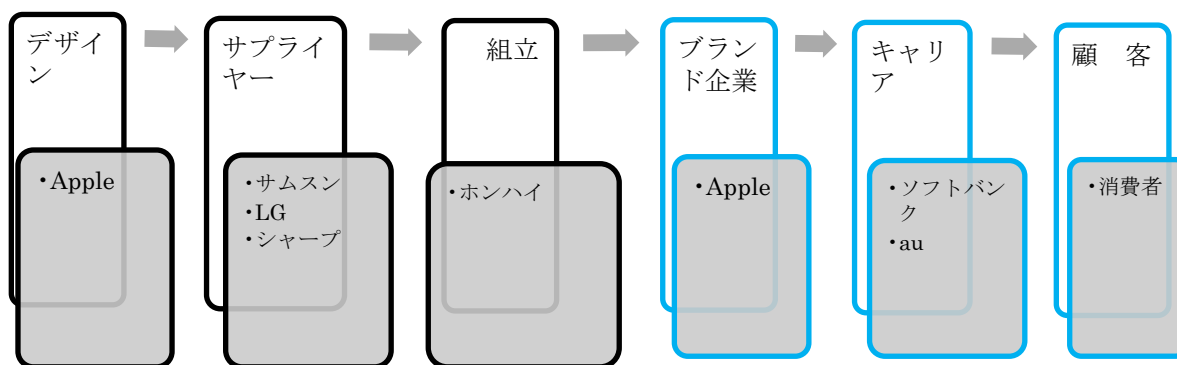 デザイ
ン
・Apple
サプライ
ヤー
・サムスン
・LG
・シャープ
組立
・ホンハイ
ブラン
ド企業
・Apple
キャリ
ア
・ソフトバン
ク
・au
顧　客
・消費者